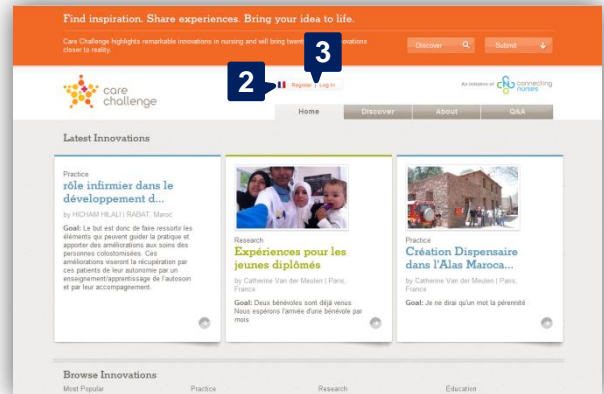 Find inspiration. Share experiences. Bring your idea to life.
Care Challenge highlights remarkable innovations in nursing and will bring twent
ovations
closer to reality.
Discover
Submit
3
2
care
challenge
Register | Log In
An initiative of
connecting
nurses
Home
Discover
About
Q&A
Latest Innovations
Practice
rôle infirmier dans le
développement d...
by HICHAM HILALI | RABAT, Maroc
Goal: Le but est donc de faire ressortir les
éléments qui peuvent guider la pratique et
apporter des améliorations aux soins des
personnes colostomisées. Ces
améliorations viseront la récupération par
ces patients de leur autonomie par un
enseignement/apprentissage de l'autosoin
et par leur accompagnement.
Research
Expériences pour les
jeunes diplômés
by Catherine Van der Meulen | Paris,
France
Goal: Deux bénévoles sont déjà venus
Nous espérons l'arrivée d'une bénévole par
mois
Practice
Création Dispensaire
dans l'Alas Maroca...
by Catherine Van der Meulen | Paris,
France
Goal: Je ne dirai qu'un mot la pérennité
Browse Innovations
Most Popular
Practice
Research
Education